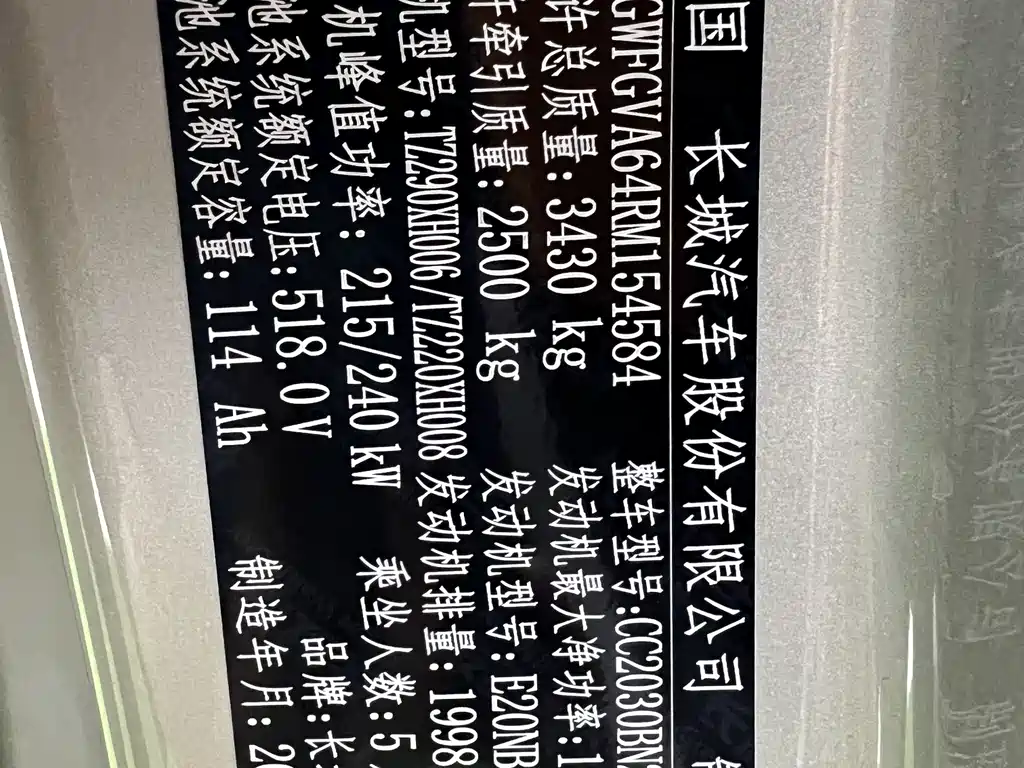 国 长城汽车股份有限公司
GWFGVA64RM154584 整车型号:CC2030BN
许总质量: 3430 kg 发动机最大净功率:1
许牵引质量: 2500 kg 发动机型号: E20NB
机型号: TZ290XH006/TZ220XH008 发动机排量: 1998
机峰值功率: 215/240 kW 乘坐人数: 5
池系统额定电压:518.0V 品牌:长
池系统额定容量: 114 Ah 制造年月: 20